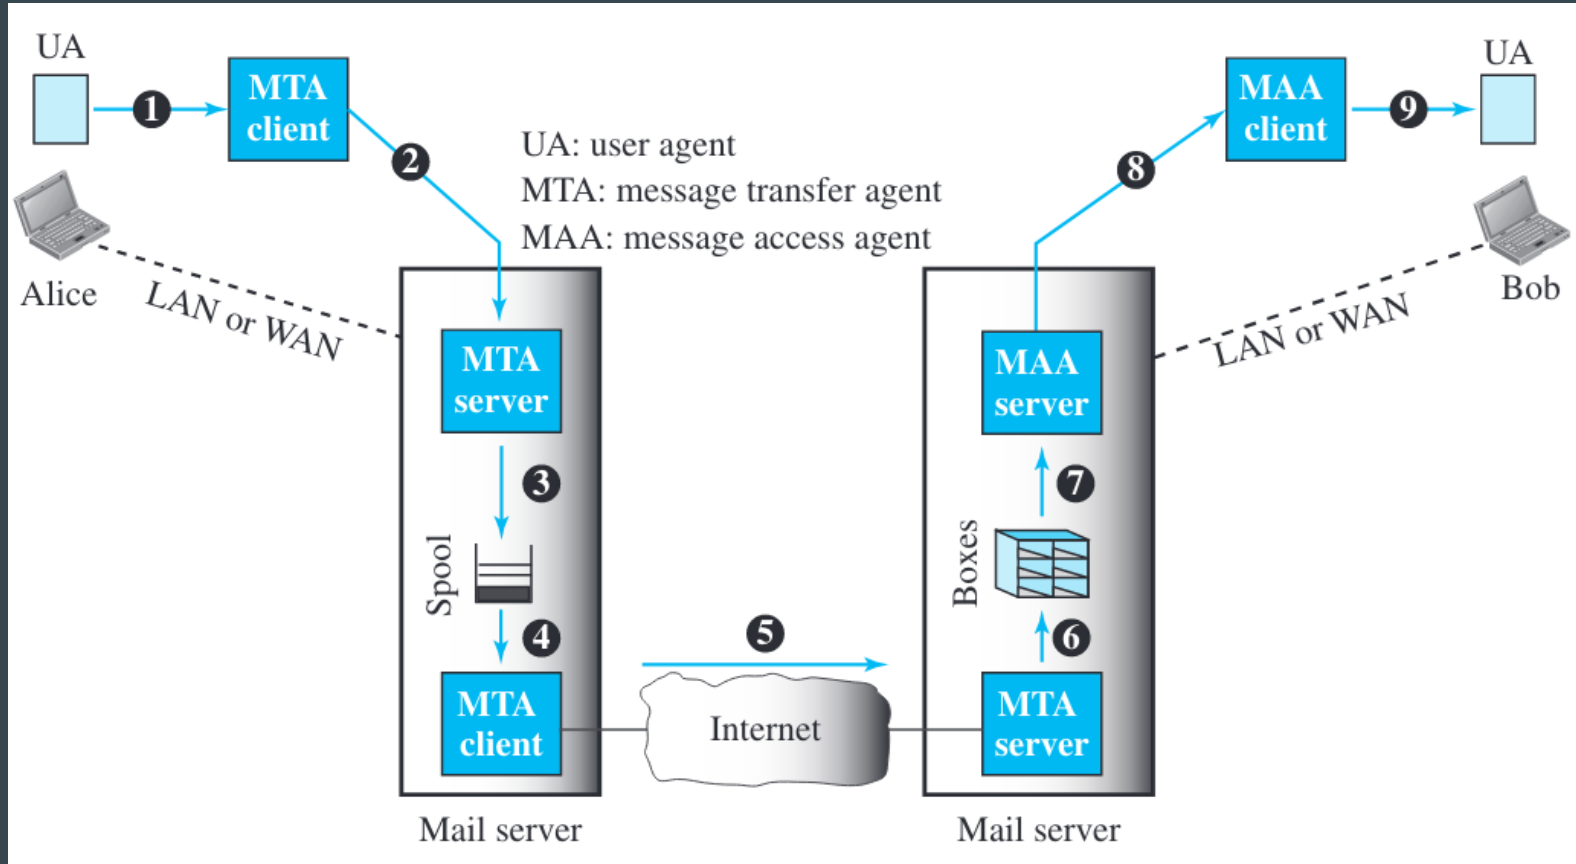 UA
1
MTA
client
2
UA: user agent
MTA: message transfer agent
MAA: message access agent
Alice
LAN or WAN
MTA
server
3
Spool
4
MTA
client
Mail server
5
Internet
MTA
server
6
Boxes
7
MAA
server
Mail server
8
MAA
client
9
UA
Bob
LAN or WAN